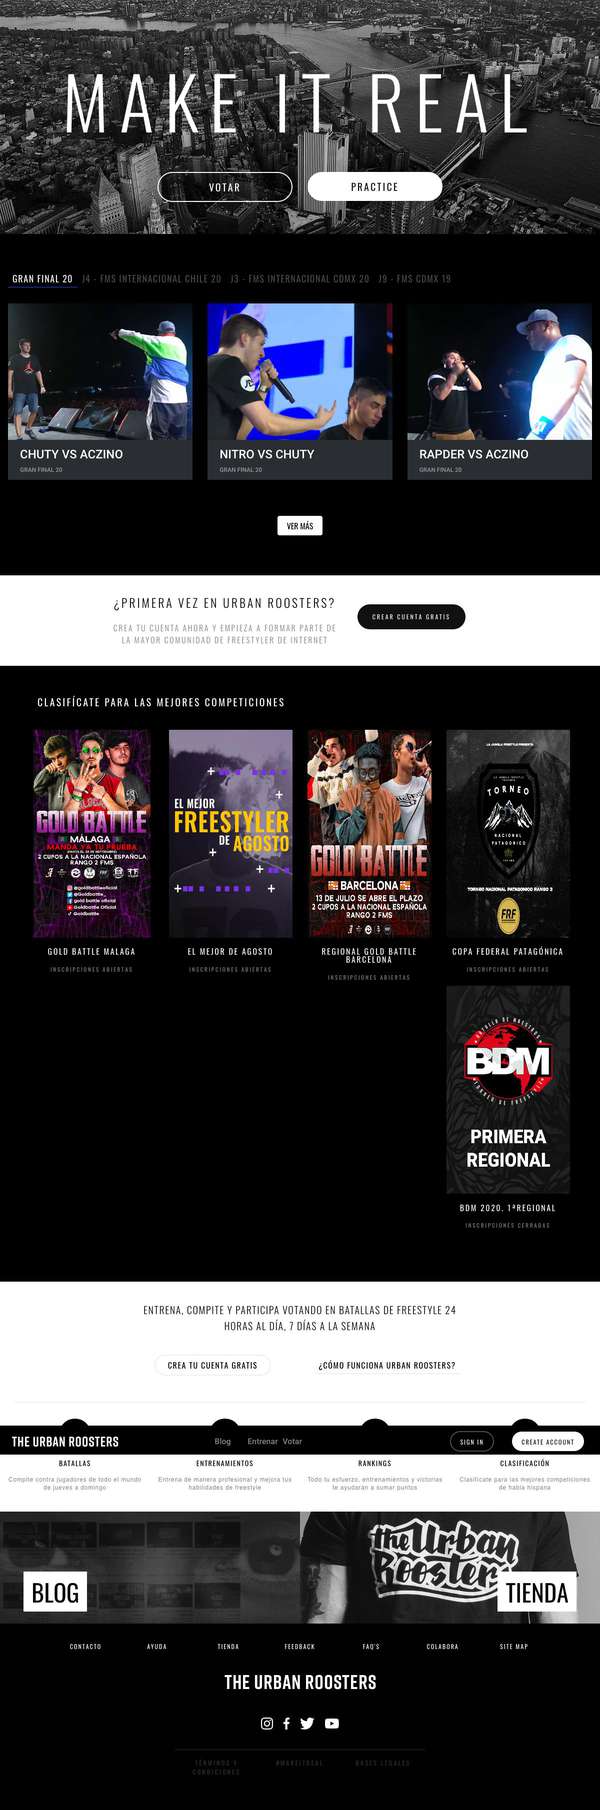 MAKE IT REAL
VOTAR
PRACTICE
GRAN FINAL 20
J4 - FMS INTERNACIONAL CHILE 20
J3 - FMS INTERNACIONAL CDMX 20
J9 - FMS CDMX 19
CHUTY VS ACZINO
GRAN FINAL 20
NITRO VS CHUTY
GRAN FINAL 20
RAPDER VS ACZINO
GRAN FINAL 20
VER MÁS
¿PRIMERA VEZ EN URBAN ROOSTERS?
CREA TU CUENTA AHORA Y EMPIEZA A FORMAR PARTE DE
LA MAYOR COMUNIDAD DE FREESTYLER DE INTERNET
CREAR CUENTA GRATIS
CLASIFÍCATE PARA LAS MEJORES COMPETICIONES
GOLD BATTLE
MÁLAGA
MANDA YA TU PRUEBA
2 CUPOS A LA NACIONAL ESPAÑOLA
RANGO 2 FMS
@goldbattleoficial
@Goldbattle_
gold battle oficial
Goldbattle Oficial
Goldbattle
GOLD BATTLE MALAGA
INSCRIPCIONES ABIERTAS
EL MEJOR
FREESTYLER
DE AGOSTO
EL MEJOR DE AGOSTO
INSCRIPCIONES ABIERTAS
GOLD BATTLE
BARCELONA
13 DE JULIO SE ABRE EL PLAZO
2 CUPOS A LA NACIONAL ESPAÑOLA
RANGO 2 FMS
REGIONAL GOLD BATTLE
BARCELONA
INSCRIPCIONES ABIERTAS
LA JUNGLA FREESTYLE PRESENTA
TORNEO
NACIONAL
PATAGONICO
TORNEO NACIONAL PATAGONICO RANGO 3
FRF
COPA FEDERAL PATAGÓNICA
INSCRIPCIONES ABIERTAS
BATALLA DE MAESTROS
BDM
BATALLA DE FREESTYLE
PRIMERA
REGIONAL
BDM 2020. 1ªREGIONAL
INSCRIPCIONES CERRADAS
ENTRENA, COMPITE Y PARTICIPA VOTANDO EN BATALLAS DE FREESTYLE 24
HORAS AL DÍA, 7 DÍAS A LA SEMANA
CREA TU CUENTA GRATIS
¿CÓMO FUNCIONA URBAN ROOSTERS?
THE URBAN ROOSTERS
Blog
Entrenar
Votar
SIGN IN
CREATE ACCOUNT
BATALLAS
Compite contra jugadores de todo el mundo
de jueves a domingo
ENTRENAMIENTOS
Entrena de manera profesional y mejora tus
habilidades de freestyle
RANKINGS
Todo tu esfuerzo, entrenamientos y victorias
te ayudaran a sumar puntos
CLASIFICACIÓN
Clasifícate para las mejores competiciones
de habla hispana
BLOG
the Urban
Roosters
TIENDA
CONTACTO
AYUDA
TIENDA
FEEDBACK
FAQ'S
COLABORA
SITE MAP
THE URBAN ROOSTERS
TÉRMINOS Y
CONDICIONES
#MAKEITREAL
BASES LEGALES